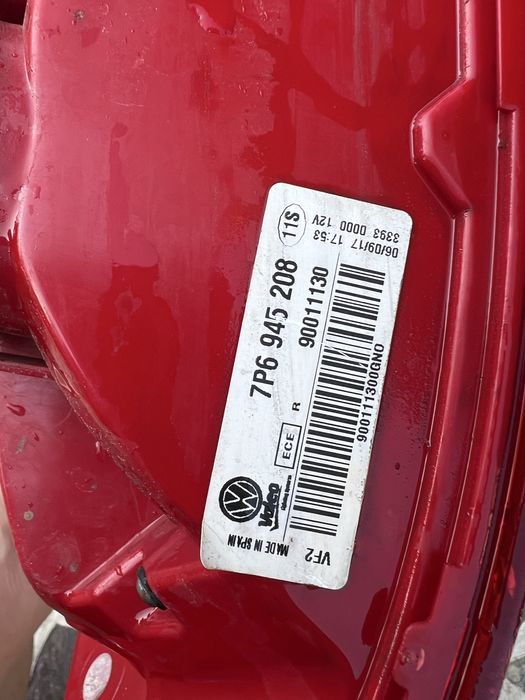 11S
3393 0000 12V
06/09/17 17:53
7P6 945 208
90011130
ECE
R
900111300GNO
Valeo
MADE IN SPAIN
VF2